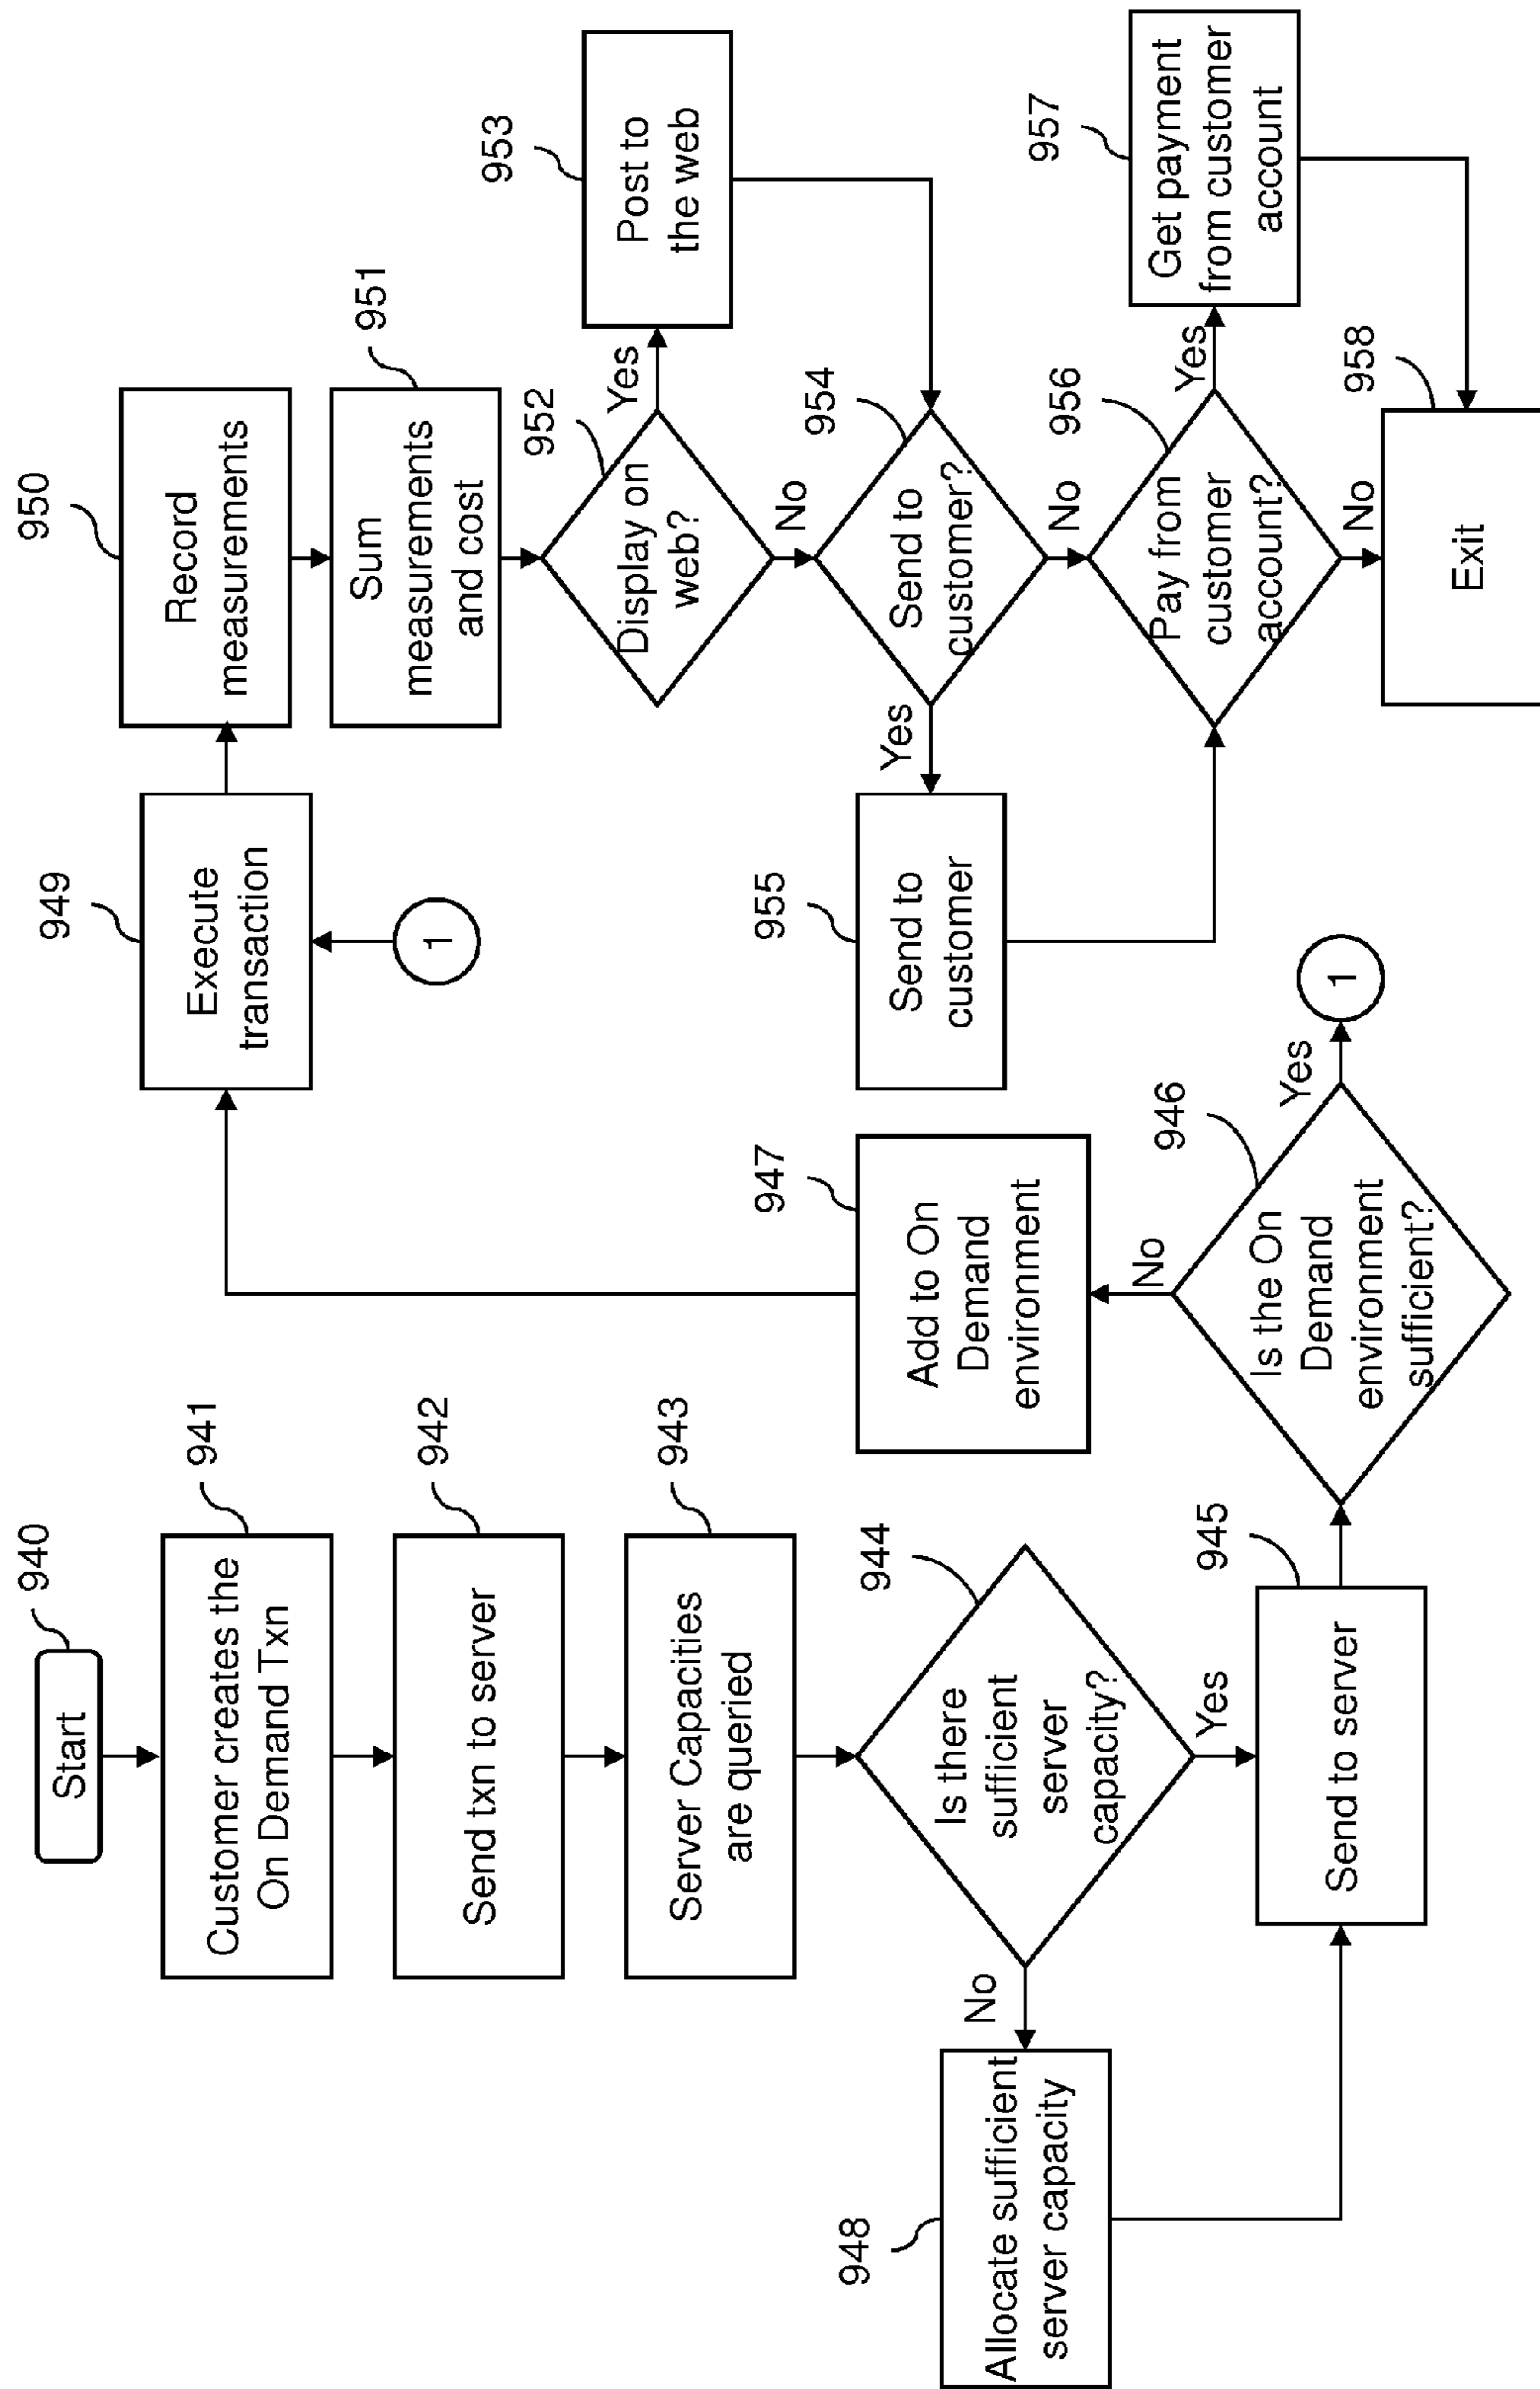 940
Start
941
Customer creates the
On Demand Txn
942
Send txn to server
943
Server Capacities
are queried
944
Is there
sufficient
server
capacity?
No
Yes
948
Allocate sufficient
server capacity
945
Send to server
946
Is the On
Demand
environment
sufficient?
No
Yes
1
947
Add to On
Demand
environment
949
Execute
transaction
1
950
Record
measurements
951
Sum
measurements
and cost
952
Display on
web?
Yes
No
953
Post to
the web
954
Send to
customer?
Yes
No
955
Send to
customer
956
Pay from
customer
account?
Yes
No
957
Get payment
from customer
account
958
Exit